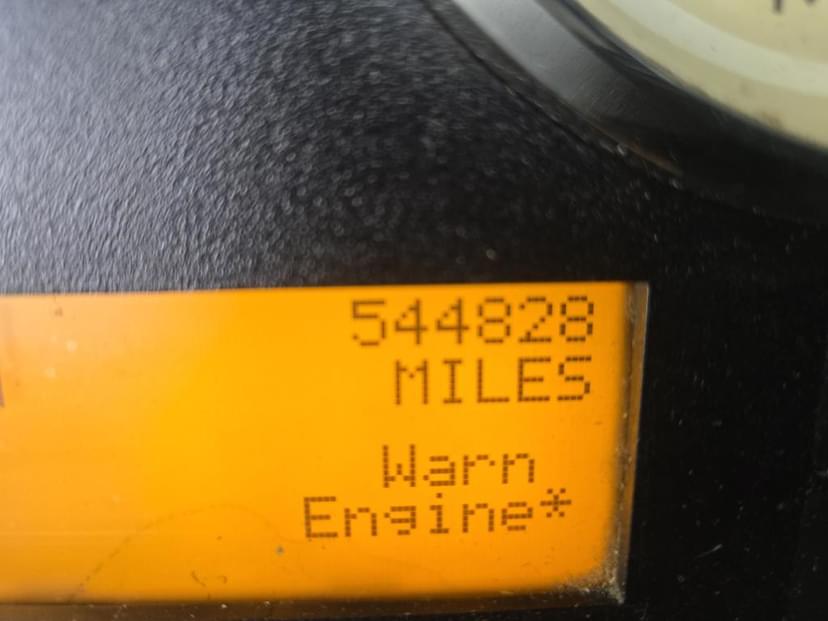 544828
MILES
Warn
Engine*